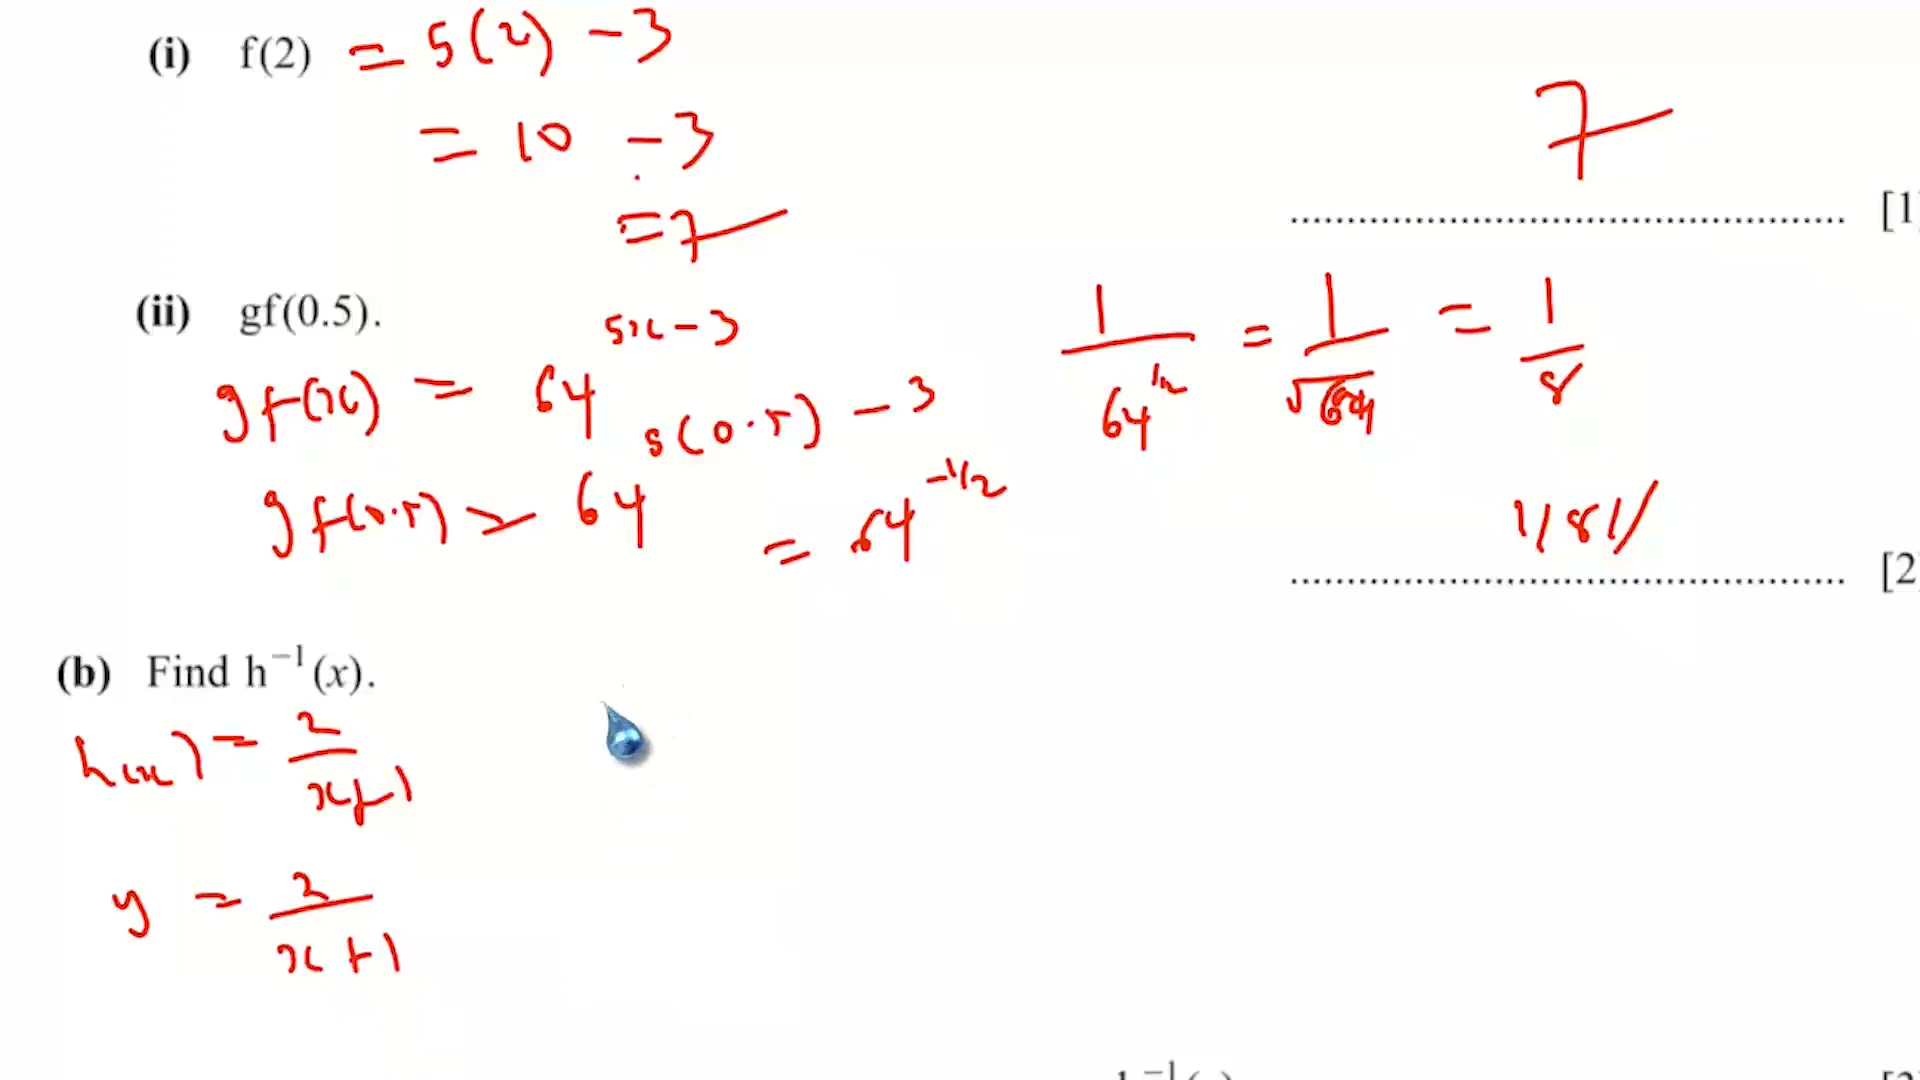 (i) f(2) = 5(2) - 3
= 10 - 3
= 7
7
[1]
(ii) gf(0.5).
gf(x) = 64^(5x-3)
gf(0.5) = 64^(5(0.5)-3) = 64^(-1/2)
1/64^(1/2) = 1/√64 = 1/8
1/8//
[2]
(b) Find h⁻¹(x).
h(x) = 2/(x+1)
y = 2/(x+1)